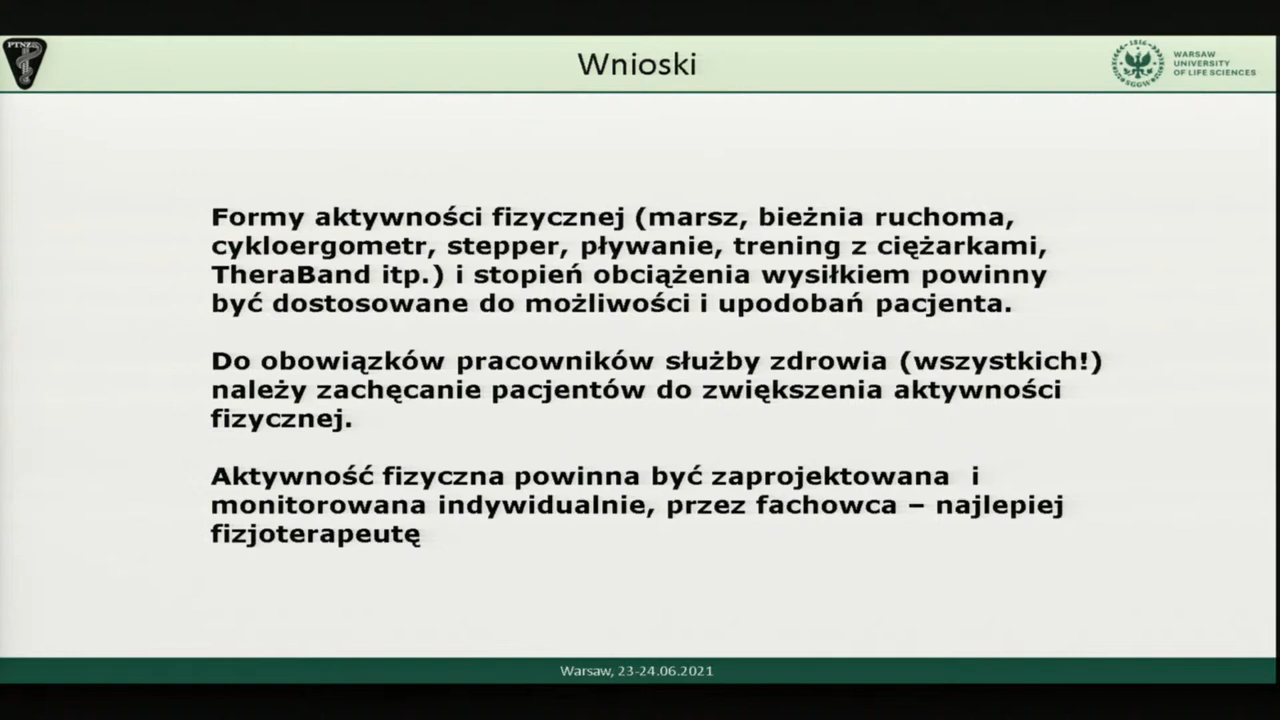 PTNZ
Wnioski
1816
SGGW
WARSAW
UNIVERSITY
OF LIFE SCIENCES
Formy aktywności fizycznej (marsz, bieżnia ruchoma,
cykloergometr, stepper, pływanie, trening z ciężarkami,
TheraBand itp.) i stopień obciążenia wysiłkiem powinny
być dostosowane do możliwości i upodobań pacjenta.
Do obowiązków pracowników służby zdrowia (wszystkich!)
należy zachęcanie pacjentów do zwiększenia aktywności
fizycznej.
Aktywność fizyczna powinna być zaprojektowana i
monitorowana indywidualnie, przez fachowca – najlepiej
fizjoterapeutę
Warsaw, 23-24.06.2021